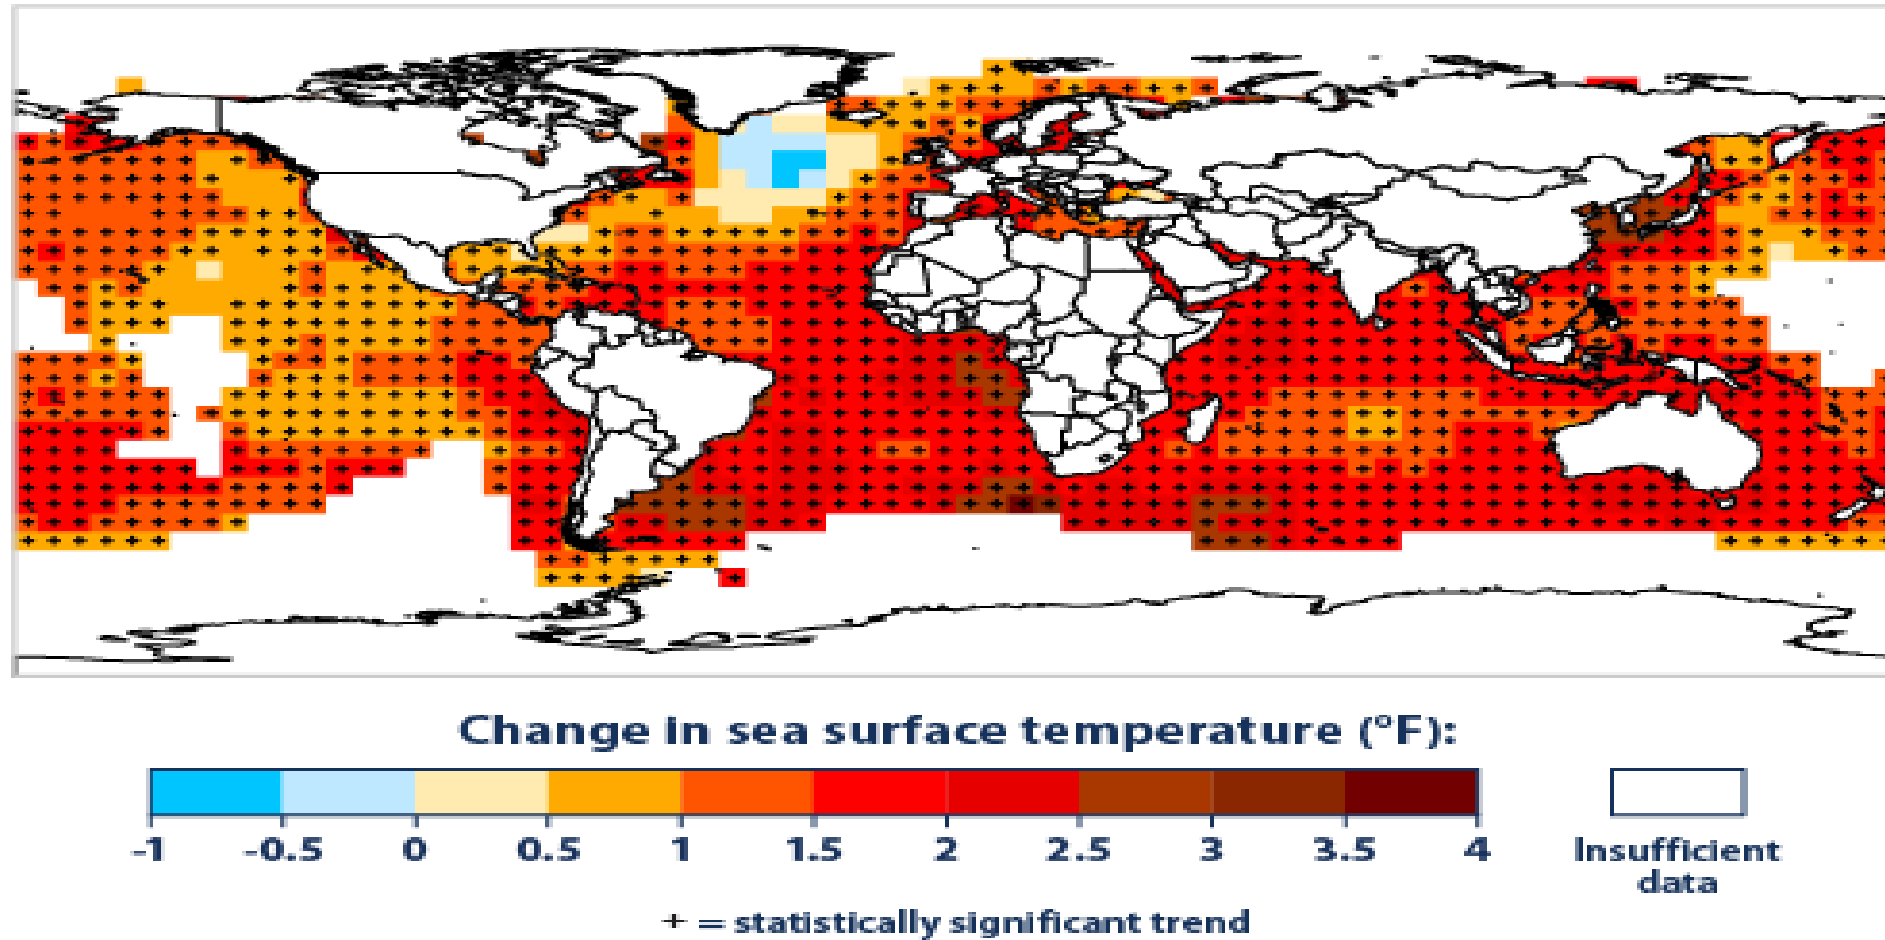 Change in sea surface temperature (°F):
-1 -0.5 0 0.5 1 1.5 2 2.5 3 3.5 4
Insufficient
data
+ = statistically significant trend